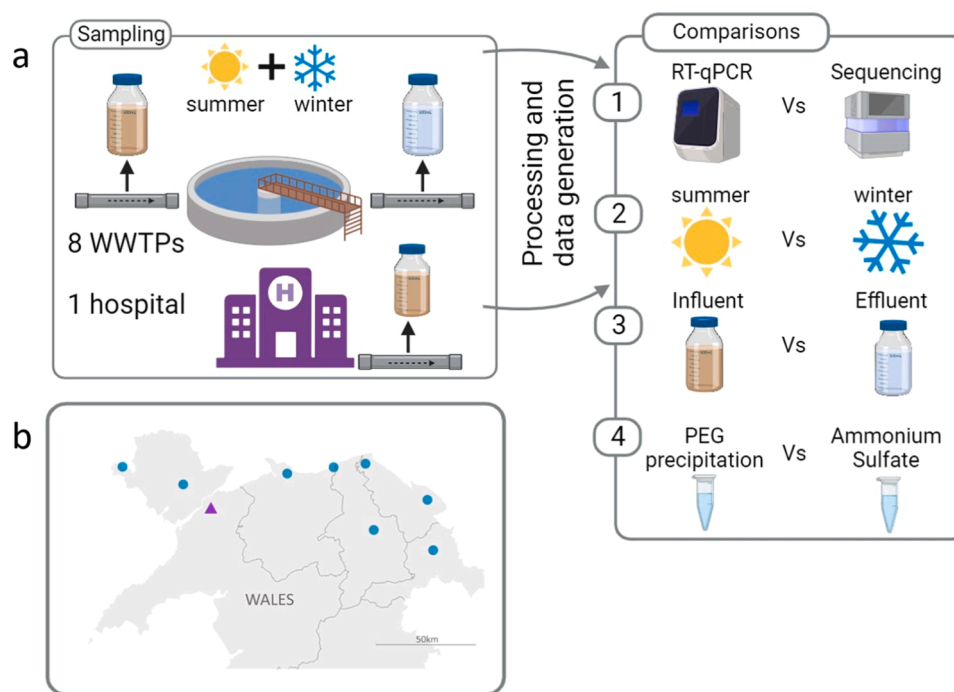 a
Sampling
summer
winter
8 WWTPs
1 hospital
H
Processing and
data generation
Comparisons
1
RT-qPCR
Vs
Sequencing
2
summer
Vs
winter
3
Influent
Vs
Effluent
4
PEG
precipitation
Vs
Ammonium
Sulfate
b
WALES
50km